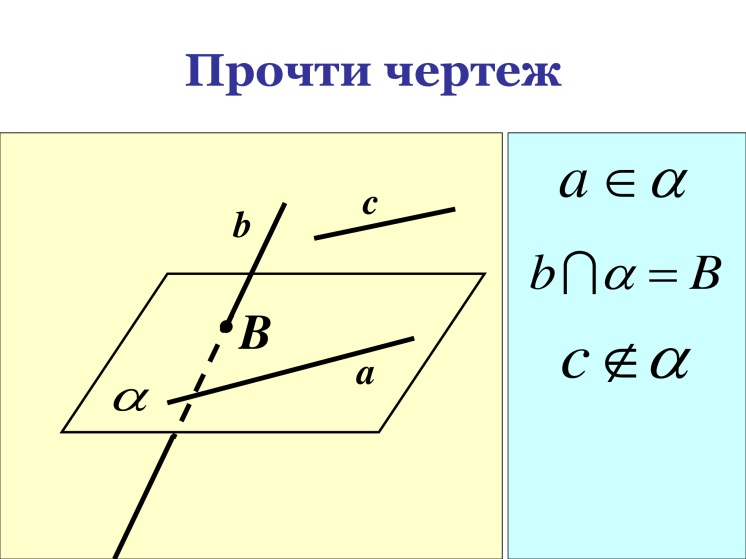 Прочти чертеж
b
c
B
a
α
a ∈ α
b ⋂ α = B
c ∉ α